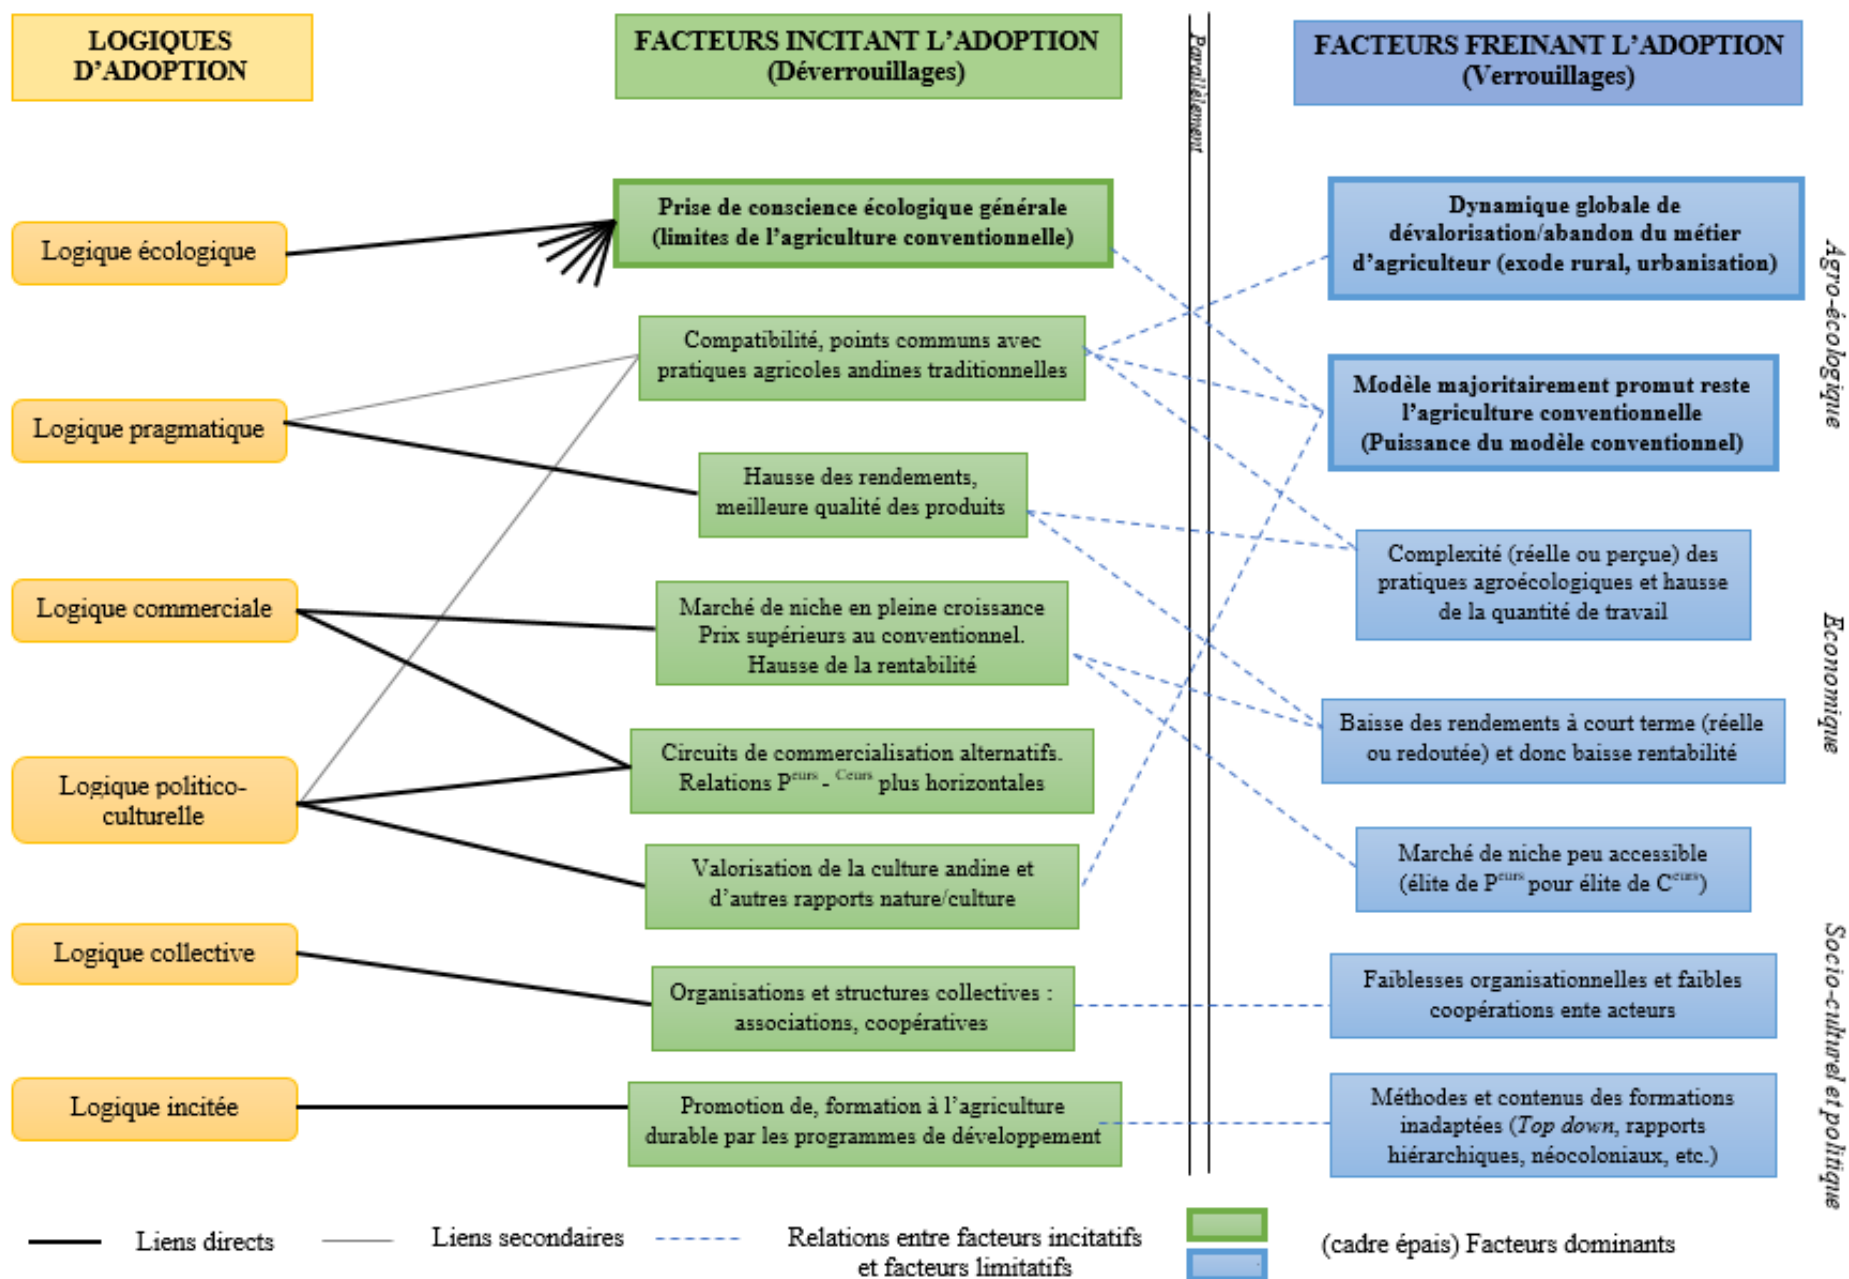 LOGIQUES
D'ADOPTION
FACTEURS INCITANT L'ADOPTION
(Déverrouillages)
Parallèlement
FACTEURS FREINANT L'ADOPTION
(Verrouillages)
Logique écologique
Logique pragmatique
Logique commerciale
Logique politico-
culturelle
Logique collective
Logique incitée
Prise de conscience écologique générale
(limites de l'agriculture conventionnelle)
Compatibilité, points communs avec
pratiques agricoles andines traditionnelles
Hausse des rendements,
meilleure qualité des produits
Marché de niche en pleine croissance
Prix supérieurs au conventionnel.
Hausse de la rentabilité
Circuits de commercialisation alternatifs.
Relations Peurs - Ceurs plus horizontales
Valorisation de la culture andine et
d'autres rapports nature/culture
Organisations et structures collectives :
associations, coopératives
Promotion de, formation à l'agriculture
durable par les programmes de développement
Dynamique globale de
dévalorisation/abandon du métier
d'agriculteur (exode rural, urbanisation)
Modèle majoritairement promut reste
l'agriculture conventionnelle
(Puissance du modèle conventionnel)
Complexité (réelle ou perçue) des
pratiques agroécologiques et hausse
de la quantité de travail
Baisse des rendements à court terme (réelle
ou redoutée) et donc baisse rentabilité
Marché de niche peu accessible
(élite de Peurs pour élite de Ceurs)
Faiblesses organisationnelles et faibles
coopérations ente acteurs
Méthodes et contenus des formations
inadaptées (Top down, rapports
hiérarchiques, néocoloniaux, etc.)
Agro-écologique
Economique
Socio-culturel et politique
Liens directs
Liens secondaires
Relations entre facteurs incitatifs
et facteurs limitatifs
(cadre épais) Facteurs dominants